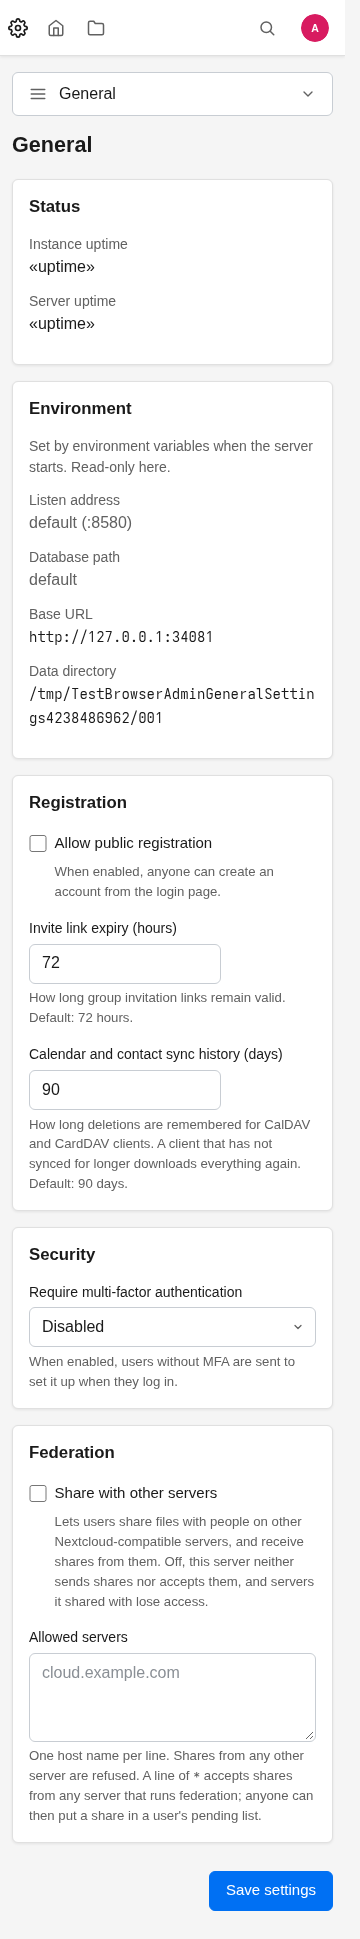 A
General
General
Status
Instance uptime
«uptime»
Server uptime
«uptime»
Environment
Set by environment variables when the server
starts. Read-only here.
Listen address
default (:8580)
Database path
default
Base URL
http://127.0.0.1:34081
Data directory
/tmp/TestBrowserAdminGeneralSettin
gs4238486962/001
Registration
Allow public registration
When enabled, anyone can create an
account from the login page.
Invite link expiry (hours)
72
How long group invitation links remain valid.
Default: 72 hours.
Calendar and contact sync history (days)
90
How long deletions are remembered for CalDAV
and CardDAV clients. A client that has not
synced for longer downloads everything again.
Default: 90 days.
Security
Require multi-factor authentication
Disabled
When enabled, users without MFA are sent to
set it up when they log in.
Federation
Share with other servers
Lets users share files with people on other
Nextcloud-compatible servers, and receive
shares from them. Off, this server neither
sends shares nor accepts them, and servers
it shared with lose access.
Allowed servers
cloud.example.com
One host name per line. Shares from any other
server are refused. A line of * accepts shares
from any server that runs federation; anyone can
then put a share in a user's pending list.
Save settings